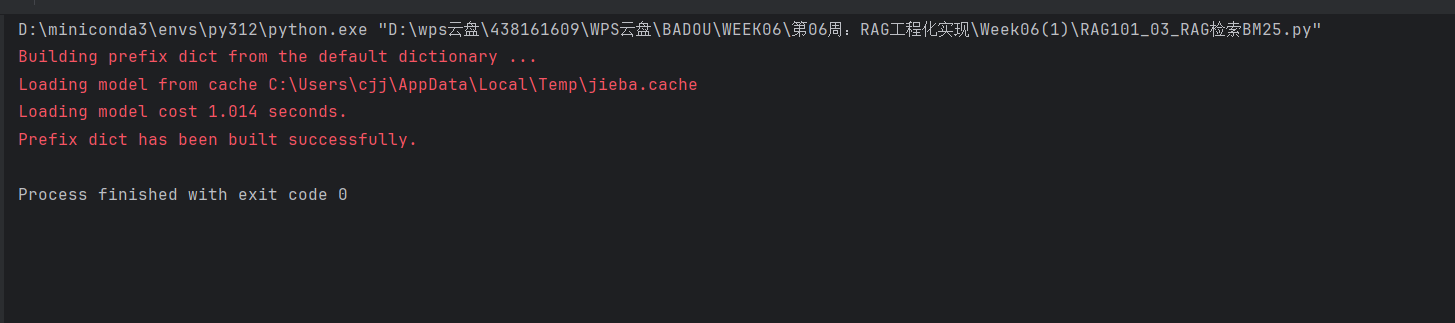 D:\miniconda3\envs\py312\python.exe "D:\wps云盘\438161609\WPS云盘\BADOU\WEEK06\第06周：RAG工程化实现\Week06(1)\RAG101_03_RAG检索BM25.py"
Building prefix dict from the default dictionary ...
Loading model from cache C:\Users\cjj\AppData\Local\Temp\jieba.cache
Loading model cost 1.014 seconds.
Prefix dict has been built successfully.
Process finished with exit code 0